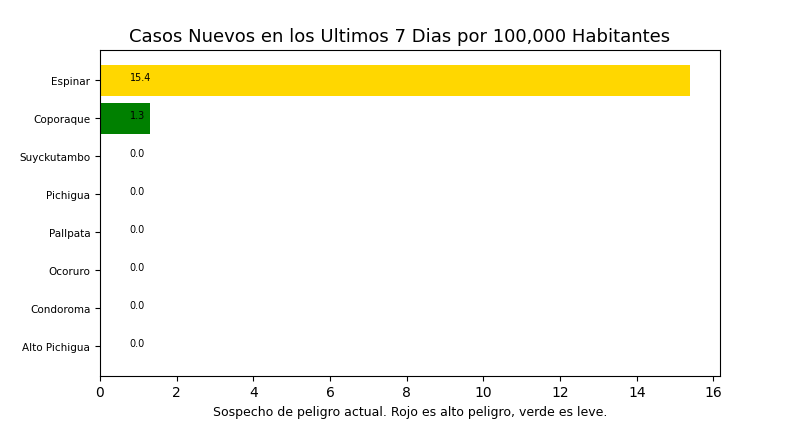 Casos Nuevos en los Ultimos 7 Dias por 100,000 Habitantes
Espinar 15.4
Coporaque 1.3
Suyckutambo 0.0
Pichigua 0.0
Pallpata 0.0
Ocoruro 0.0
Condoroma 0.0
Alto Pichigua 0.0
0 2 4 6 8 10 12 14 16
Sospecho de peligro actual. Rojo es alto peligro, verde es leve.